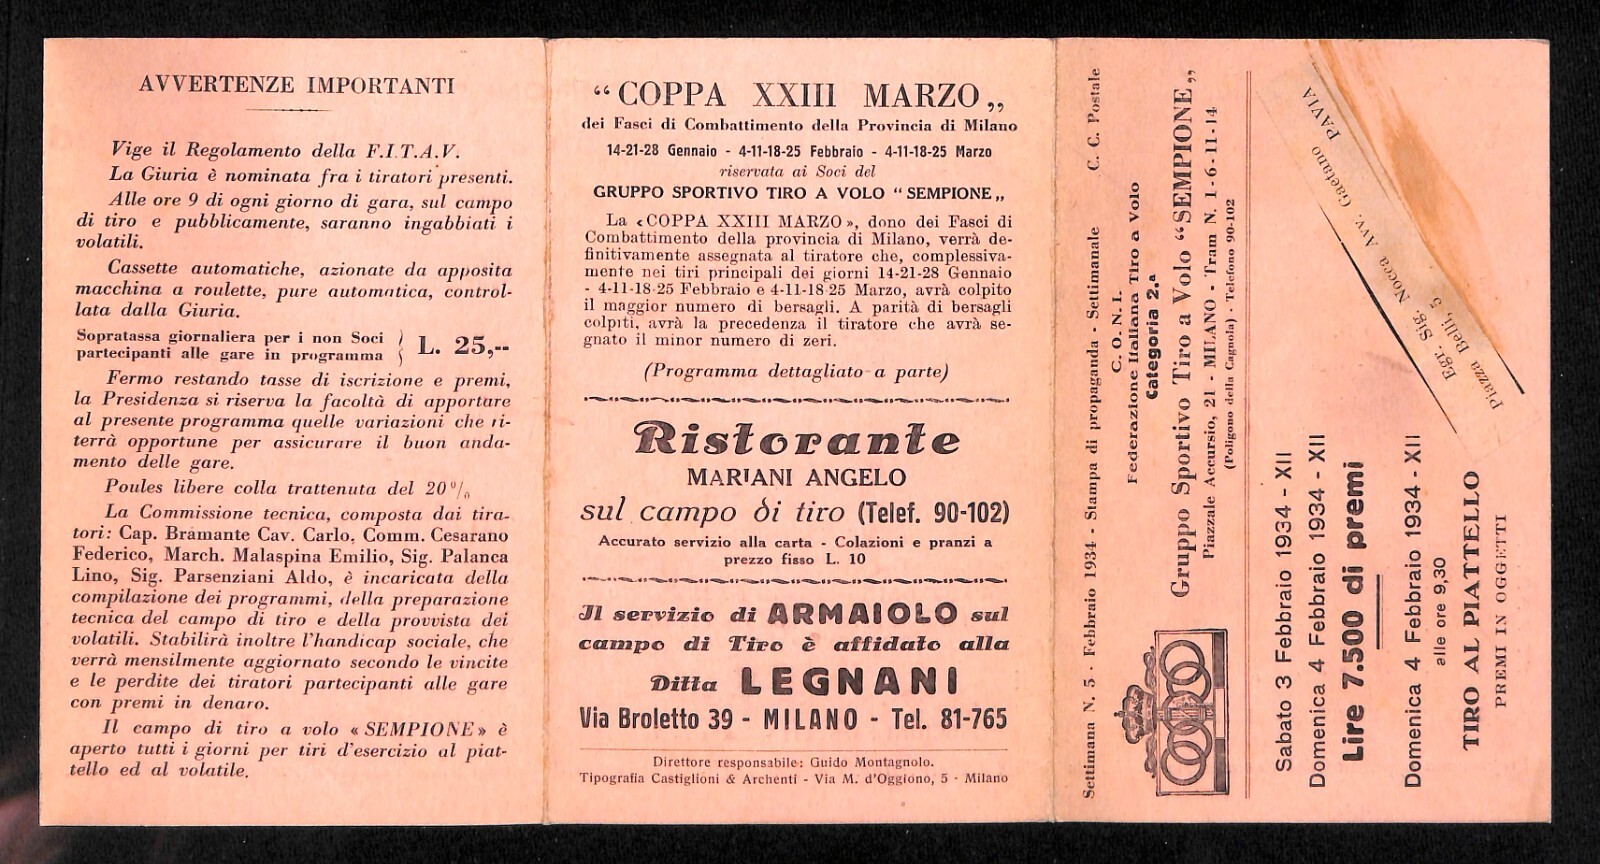 AVVERTENZE IMPORTANTI
Vige il Regolamento della F.I.T.A.V.
La Giuria è nominata fra i tiratori presenti.
Alle ore 9 di ogni giorno di gara, sul campo
di tiro e pubblicamente, saranno ingabbiati i
volatili.
Cassette automatiche, azionate da apposita
macchina a roulette, pure automatica, control-
lata dalla Giuria.
Sopratassa giornaliera per i non Soci
partecipanti alle gare in programma } L. 25,--
Fermo restando tasse di iscrizione e premi,
la Presidenza si riserva la facoltà di apportare
al presente programma quelle variazioni che ri-
terrà opportune per assicurare il buon anda-
mento delle gare.
Poules libere colla trattenuta del 20%
La Commissione tecnica, composta dai tira-
tori: Cap. Bramante Cav. Carlo, Comm. Cesarano
Federico, March. Malaspina Emilio, Sig. Palanca
Lino, Sig. Parsenziani Aldo, è incaricata della
compilazione dei programmi, della preparazione
tecnica del campo di tiro e della provvista dei
volatili. Stabilirà inoltre l'handicap sociale, che
verrà mensilmente aggiornato secondo le vincite
e le perdite dei tiratori partecipanti alle gare
con premi in denaro.
Il campo di tiro a volo «SEMPIONE» è
aperto tutti i giorni per tiri d'esercizio al piat-
tello ed al volatile.
“COPPA XXIII MARZO„
dei Fasci di Combattimento della Provincia di Milano
14-21-28 Gennaio - 4-11-18-25 Febbraio - 4-11-18-25 Marzo
riservata ai Soci del
GRUPPO SPORTIVO TIRO A VOLO “SEMPIONE„
La «COPPA XXIII MARZO», dono dei Fasci di
Combattimento della provincia di Milano, verrà de-
finitivamente assegnata al tiratore che, complessiva-
mente nei tiri principali dei giorni 14-21-28 Gennaio
- 4-11-18-25 Febbraio e 4-11-18-25 Marzo, avrà colpito
il maggior numero di bersagli. A parità di bersagli
colpiti, avrà la precedenza il tiratore che avrà se-
gnato il minor numero di zeri.
(Programma dettagliato a parte)
Ristorante
MARIANI ANGELO
sul campo di tiro (Telef. 90-102)
Accurato servizio alla carta - Colazioni e pranzi a
prezzo fisso L. 10
Il servizio di ARMAIOLO sul
campo di Tiro è affidato alla
Ditta LEGNANI
Via Broletto 39 - MILANO - Tel. 81-765
Direttore responsabile: Guido Montagnolo.
Tipografia Castiglioni & Archenti - Via M. d'Oggiono, 5 - Milano
Settimana N. 5 - Febbraio 1934 - Stampa di propaganda - Settimanale C. C. Postale
C. O. N. I.
Federazione Italiana Tiro a Volo
Categoria 2.ª
Gruppo Sportivo Tiro a Volo “SEMPIONE„
Piazzale Accursio, 21 - MILANO - Tram N. 1-6-11-14
(Poligono della Cagnola) - Telefono 90-102
Sabato 3 Febbraio 1934 - XII
Domenica 4 Febbraio 1934 - XII
Lire 7.500 di premi
Domenica 4 Febbraio 1934 - XII
alle ore 9,30
TIRO AL PIATTELLO
PREMI IN OGGETTI
Egr. Sig. Nocca Avv. Gaetano
Piazza Belli, 5 PAVIA